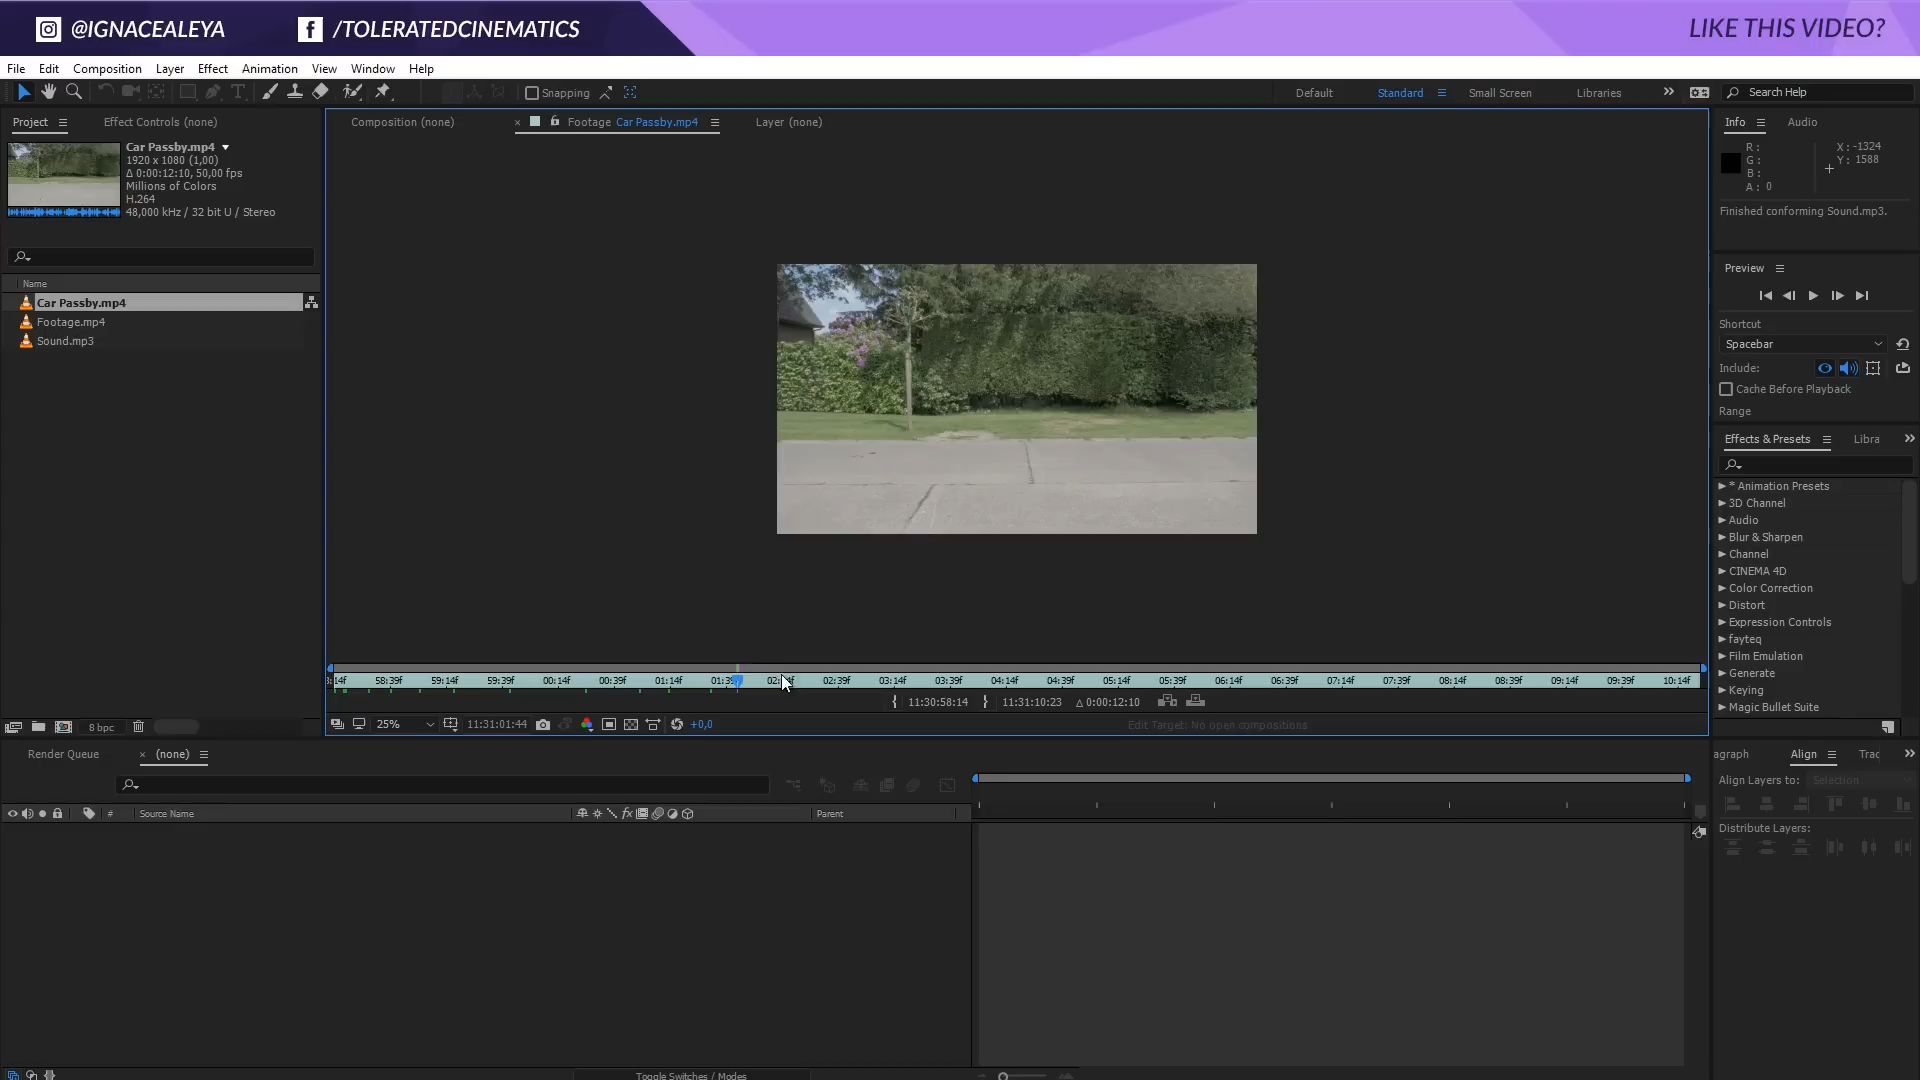 @IGNACEALEYA /TOLERATEDCINEMATICS LIKE THIS VIDEO?
File Edit Composition Layer Effect Animation View Window Help
Snapping Default Standard Small Screen Libraries Search Help
Project Effect Controls (none) Composition (none) Footage Car Passby.mp4 Layer (none) Info Audio
Car Passby.mp4
1920 x 1080 (1,00)
Δ 0:00:12:10, 50,00 fps
Millions of Colors
H.264
48,000 kHz / 32 bit U / Stereo
R :
G :
B :
A : 0
X : -1324
Y : 1588
Finished conforming Sound.mp3.
Name
Car Passby.mp4
Footage.mp4
Sound.mp3
Preview
Shortcut
Spacebar
Include:
Cache Before Playback
Range
Effects & Presets Libra
* Animation Presets
3D Channel
Audio
Blur & Sharpen
Channel
CINEMA 4D
Color Correction
Distort
Expression Controls
fayteq
Film Emulation
Generate
Keying
Magic Bullet Suite
14f 58:39f 59:14f 59:39f 00:14f 00:39f 01:14f 02:39f 03:14f 03:39f 04:14f 04:39f 05:14f 05:39f 06:14f 06:39f 07:14f 07:39f 08:14f 08:39f 09:14f 09:39f 10:14f
11:30:58:14 11:31:10:23 Δ 0:00:12:10
8 bpc 25% 11:31:01:44 +0,0 Edit Target: No open compositions
Render Queue (none) agraph Align Trac
Align Layers to: Selection
# Source Name fx Parent
Distribute Layers:
Toggle Switches / Modes